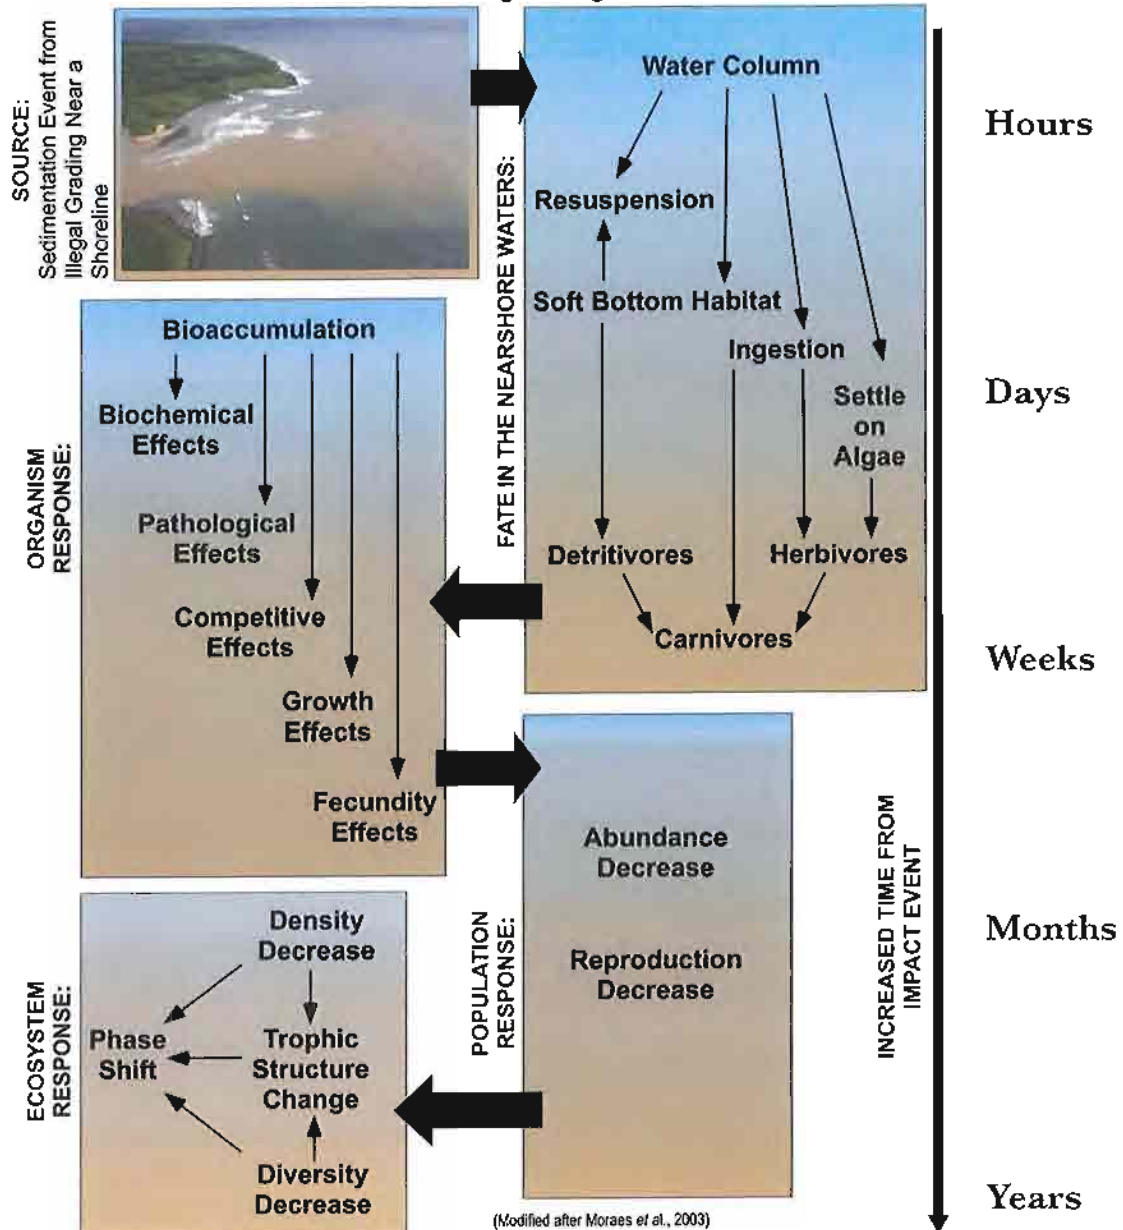 SOURCE:
Sedimentation Event from
Illegal Grading Near a
Shoreline
FATE IN THE NEARSHORE WATERS:
Water Column
Resuspension
Soft Bottom Habitat
Ingestion
Settle
on
Algae
Detritivores
Herbivores
Carnivores
ORGANISM
RESPONSE:
Bioaccumulation
Biochemical
Effects
Pathological
Effects
Competitive
Effects
Growth
Effects
Fecundity
Effects
POPULATION
RESPONSE:
Abundance
Decrease
Reproduction
Decrease
ECOSYSTEM
RESPONSE:
Density
Decrease
Phase
Shift
Trophic
Structure
Change
Diversity
Decrease
INCREASED TIME FROM
IMPACT EVENT
Hours
Days
Weeks
Months
Years
(Modified after Moraes et al., 2003)